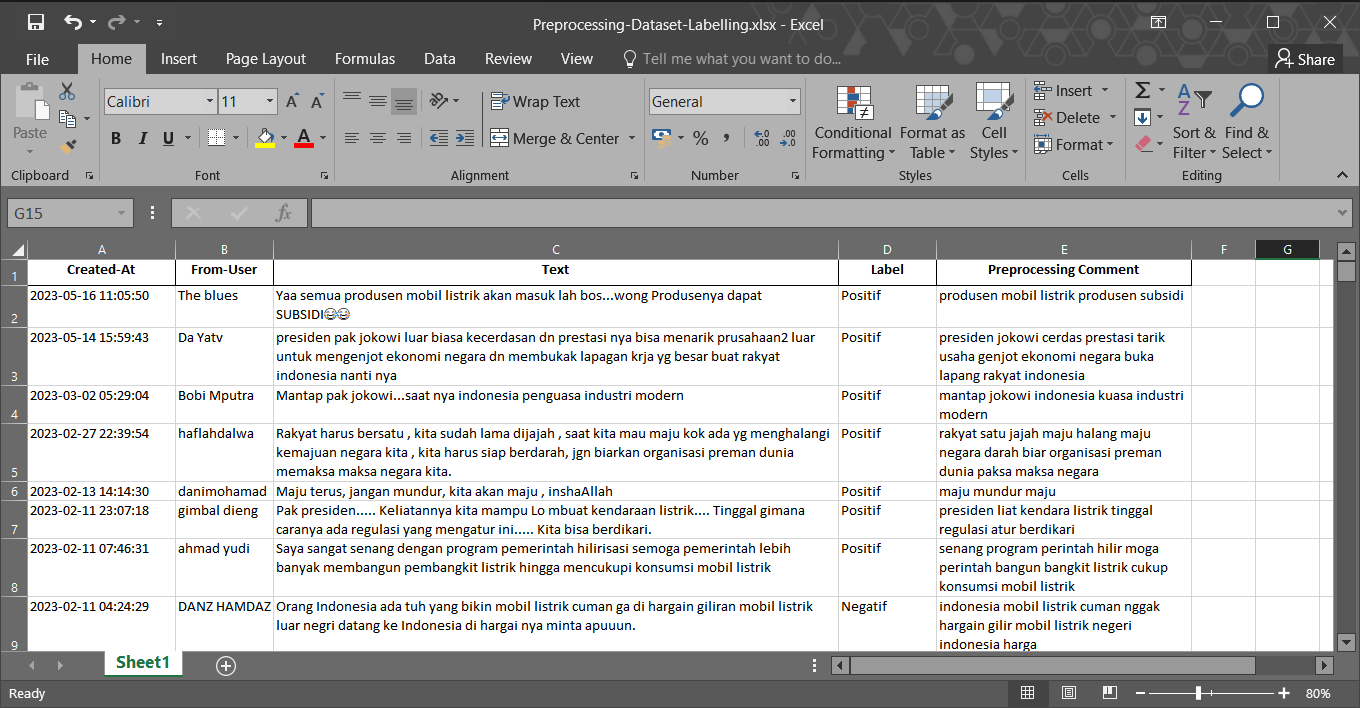 Preprocessing-Dataset-Labelling.xlsx - Excel
File Home Insert Page Layout Formulas Data Review View Tell me what you want to do... Share
Paste
Calibri 11 A A
B I U A
Wrap Text
Merge & Center
General
% , .0 .00 .00 .0
Conditional Formatting
Format as Table
Cell Styles
Insert
Delete
Format
Σ
Sort & Filter
Find & Select
Clipboard Font Alignment Number Styles Cells Editing
G15 fx
A B C D E F G
1 Created-At From-User Text Label Preprocessing Comment
2 2023-05-16 11:05:50 The blues Yaa semua produsen mobil listrik akan masuk lah bos...wong Produsenya dapat Positif produsen mobil listrik produsen subsidi
SUBSIDI😂😂
3 2023-05-14 15:59:43 Da Yatv presiden pak jokowi luar biasa kecerdasan dn prestasi nya bisa menarik prusahaan2 luar Positif presiden jokowi cerdas prestasi tarik
untuk mengenjot ekonomi negara dn membukak lapagan krja yg besar buat rakyat usaha genjot ekonomi negara buka
indonesia nanti nya lapang rakyat indonesia
4 2023-03-02 05:29:04 Bobi Mputra Mantap pak jokowi...saat nya indonesia penguasa industri modern Positif mantap jokowi indonesia kuasa industri
modern
5 2023-02-27 22:39:54 haflahdalwa Rakyat harus bersatu , kita sudah lama dijajah , saat kita mau maju kok ada yg menghalangi Positif rakyat satu jajah maju halang maju
kemajuan negara kita , kita harus siap berdarah, jgn biarkan organisasi preman dunia negara darah biar organisasi preman
memaksa maksa negara kita. dunia paksa maksa negara
6 2023-02-13 14:14:30 danimohamad Maju terus, jangan mundur, kita akan maju , inshaAllah Positif maju mundur maju
7 2023-02-11 23:07:18 gimbal dieng Pak presiden..... Keliatannya kita mampu Lo mbuat kendaraan listrik.... Tinggal gimana Positif presiden liat kendara listrik tinggal
caranya ada regulasi yang mengatur ini..... Kita bisa berdikari. regulasi atur berdikari
8 2023-02-11 07:46:31 ahmad yudi Saya sangat senang dengan program pemerintah hilirisasi semoga pemerintah lebih Positif senang program perintah hilir moga
banyak membangun pembangkit listrik hingga mencukupi konsumsi mobil listrik perintah bangun bangkit listrik cukup
konsumsi mobil listrik
9 2023-02-11 04:24:29 DANZ HAMDAZ Orang Indonesia ada tuh yang bikin mobil listrik cuman ga di hargain giliran mobil listrik Negatif indonesia mobil listrik cuman nggak
luar negri datang ke Indonesia di hargai nya minta apuuun. hargain gilir mobil listrik negeri
indonesia harga
Sheet1
Ready 80%